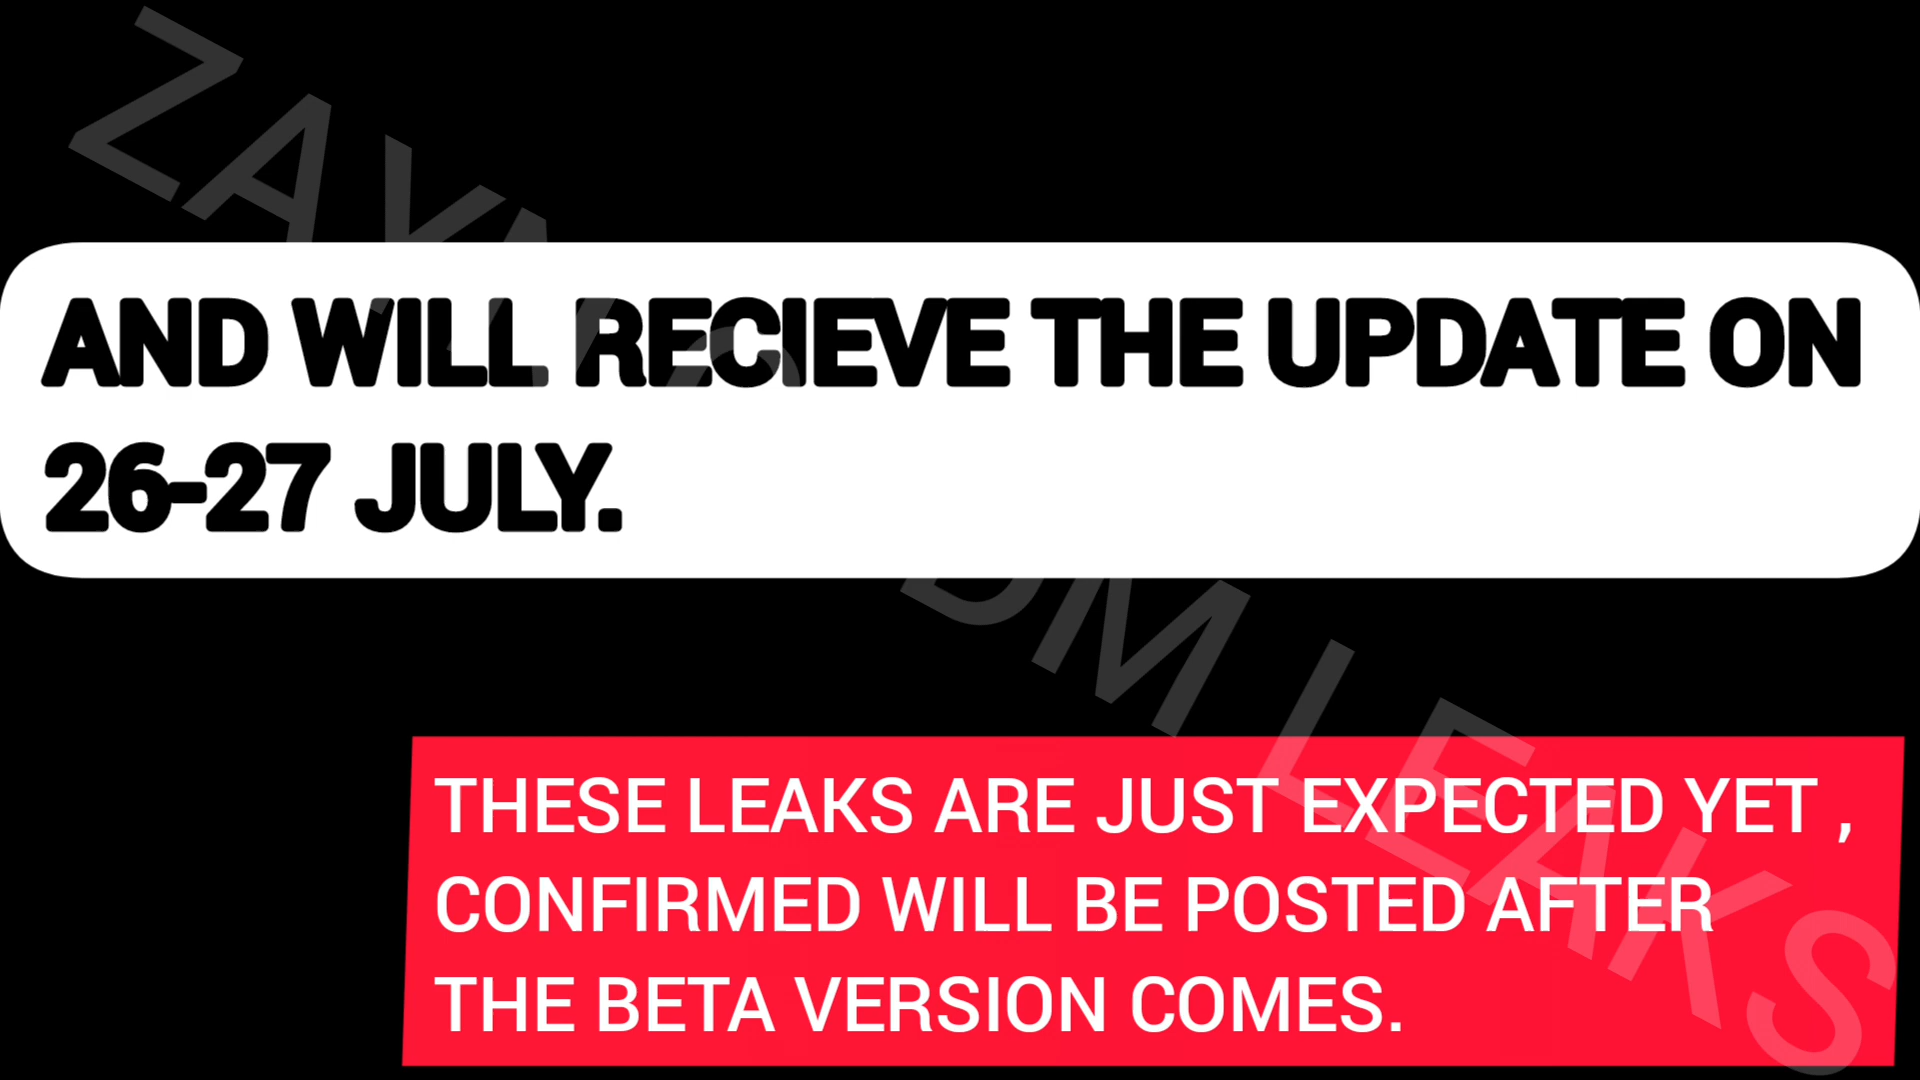 AND WILL RECIEVE THE UPDATE ON
26-27 JULY.
THESE LEAKS ARE JUST EXPECTED YET ,
CONFIRMED WILL BE POSTED AFTER
THE BETA VERSION COMES.
LEAKS